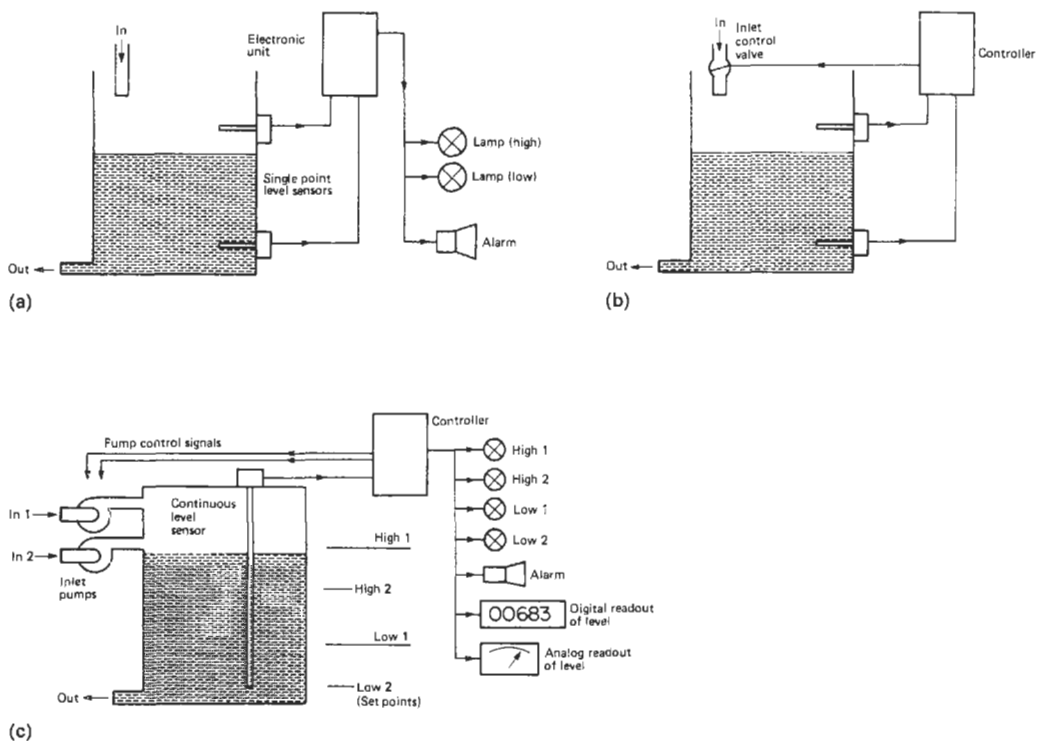 In
Electronic
unit
Lamp (high)
Lamp (low)
Single point
level sensors
Alarm
Out
(a)
In
Inlet
control
valve
Controller
Out
(b)
Controller
Pump control signals
High 1
High 2
Continuous
level
sensor
In 1
Low 1
Low 2
In 2
High 1
Inlet
pumps
Alarm
High 2
00683
Digital readout
of level
Low 1
Analog readout
of level
Out
Low 2
(Set points)
(c)